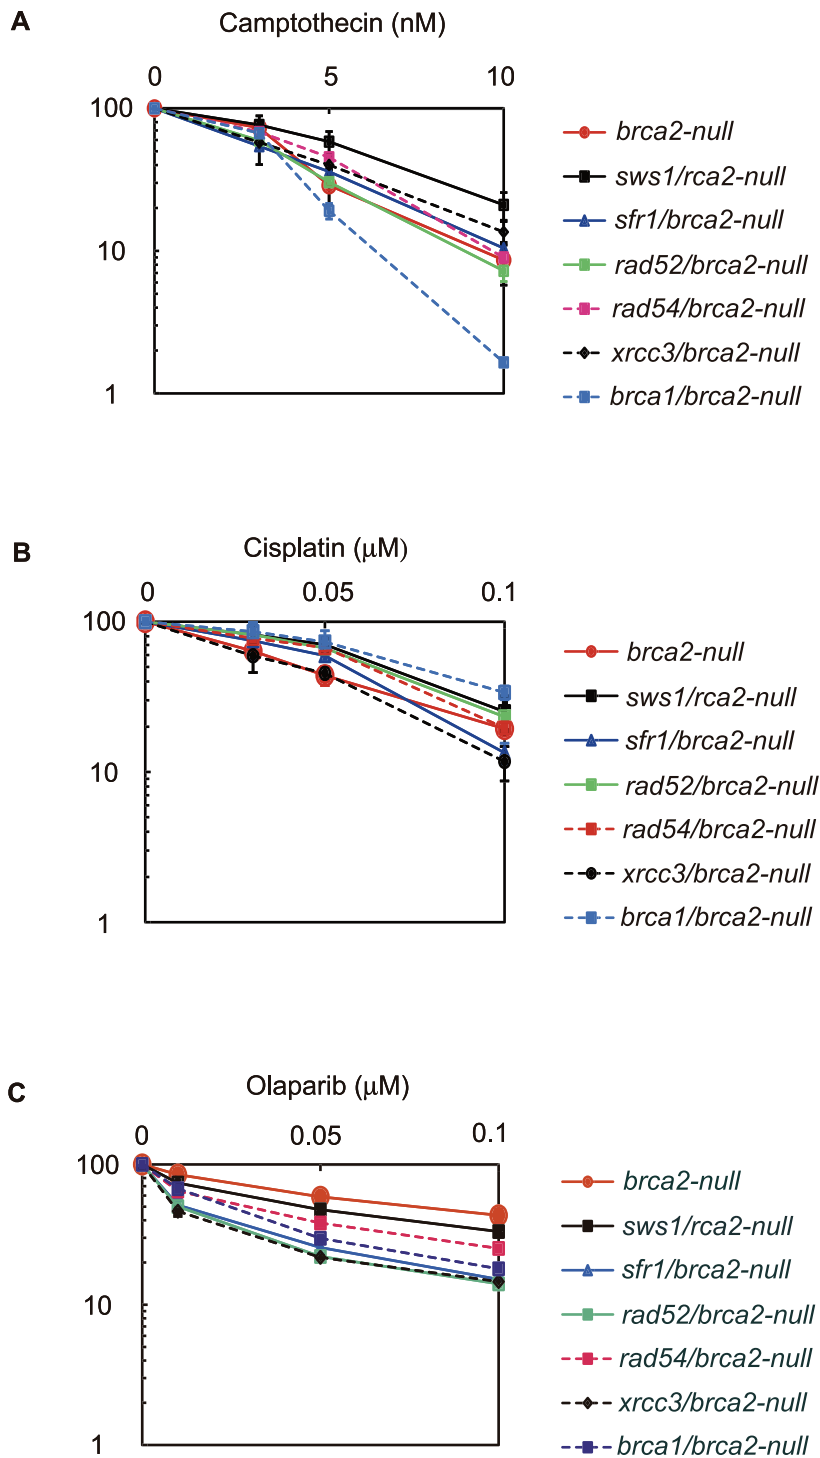 A
Camptothecin (nM)
0 5 10
100
10
1
brca2-null
sws1/rca2-null
sfr1/brca2-null
rad52/brca2-null
rad54/brca2-null
xrcc3/brca2-null
brca1/brca2-null
B
Cisplatin (μM)
0 0.05 0.1
100
10
1
brca2-null
sws1/rca2-null
sfr1/brca2-null
rad52/brca2-null
rad54/brca2-null
xrcc3/brca2-null
brca1/brca2-null
C
Olaparib (μM)
0 0.05 0.1
100
10
1
brca2-null
sws1/rca2-null
sfr1/brca2-null
rad52/brca2-null
rad54/brca2-null
xrcc3/brca2-null
brca1/brca2-null